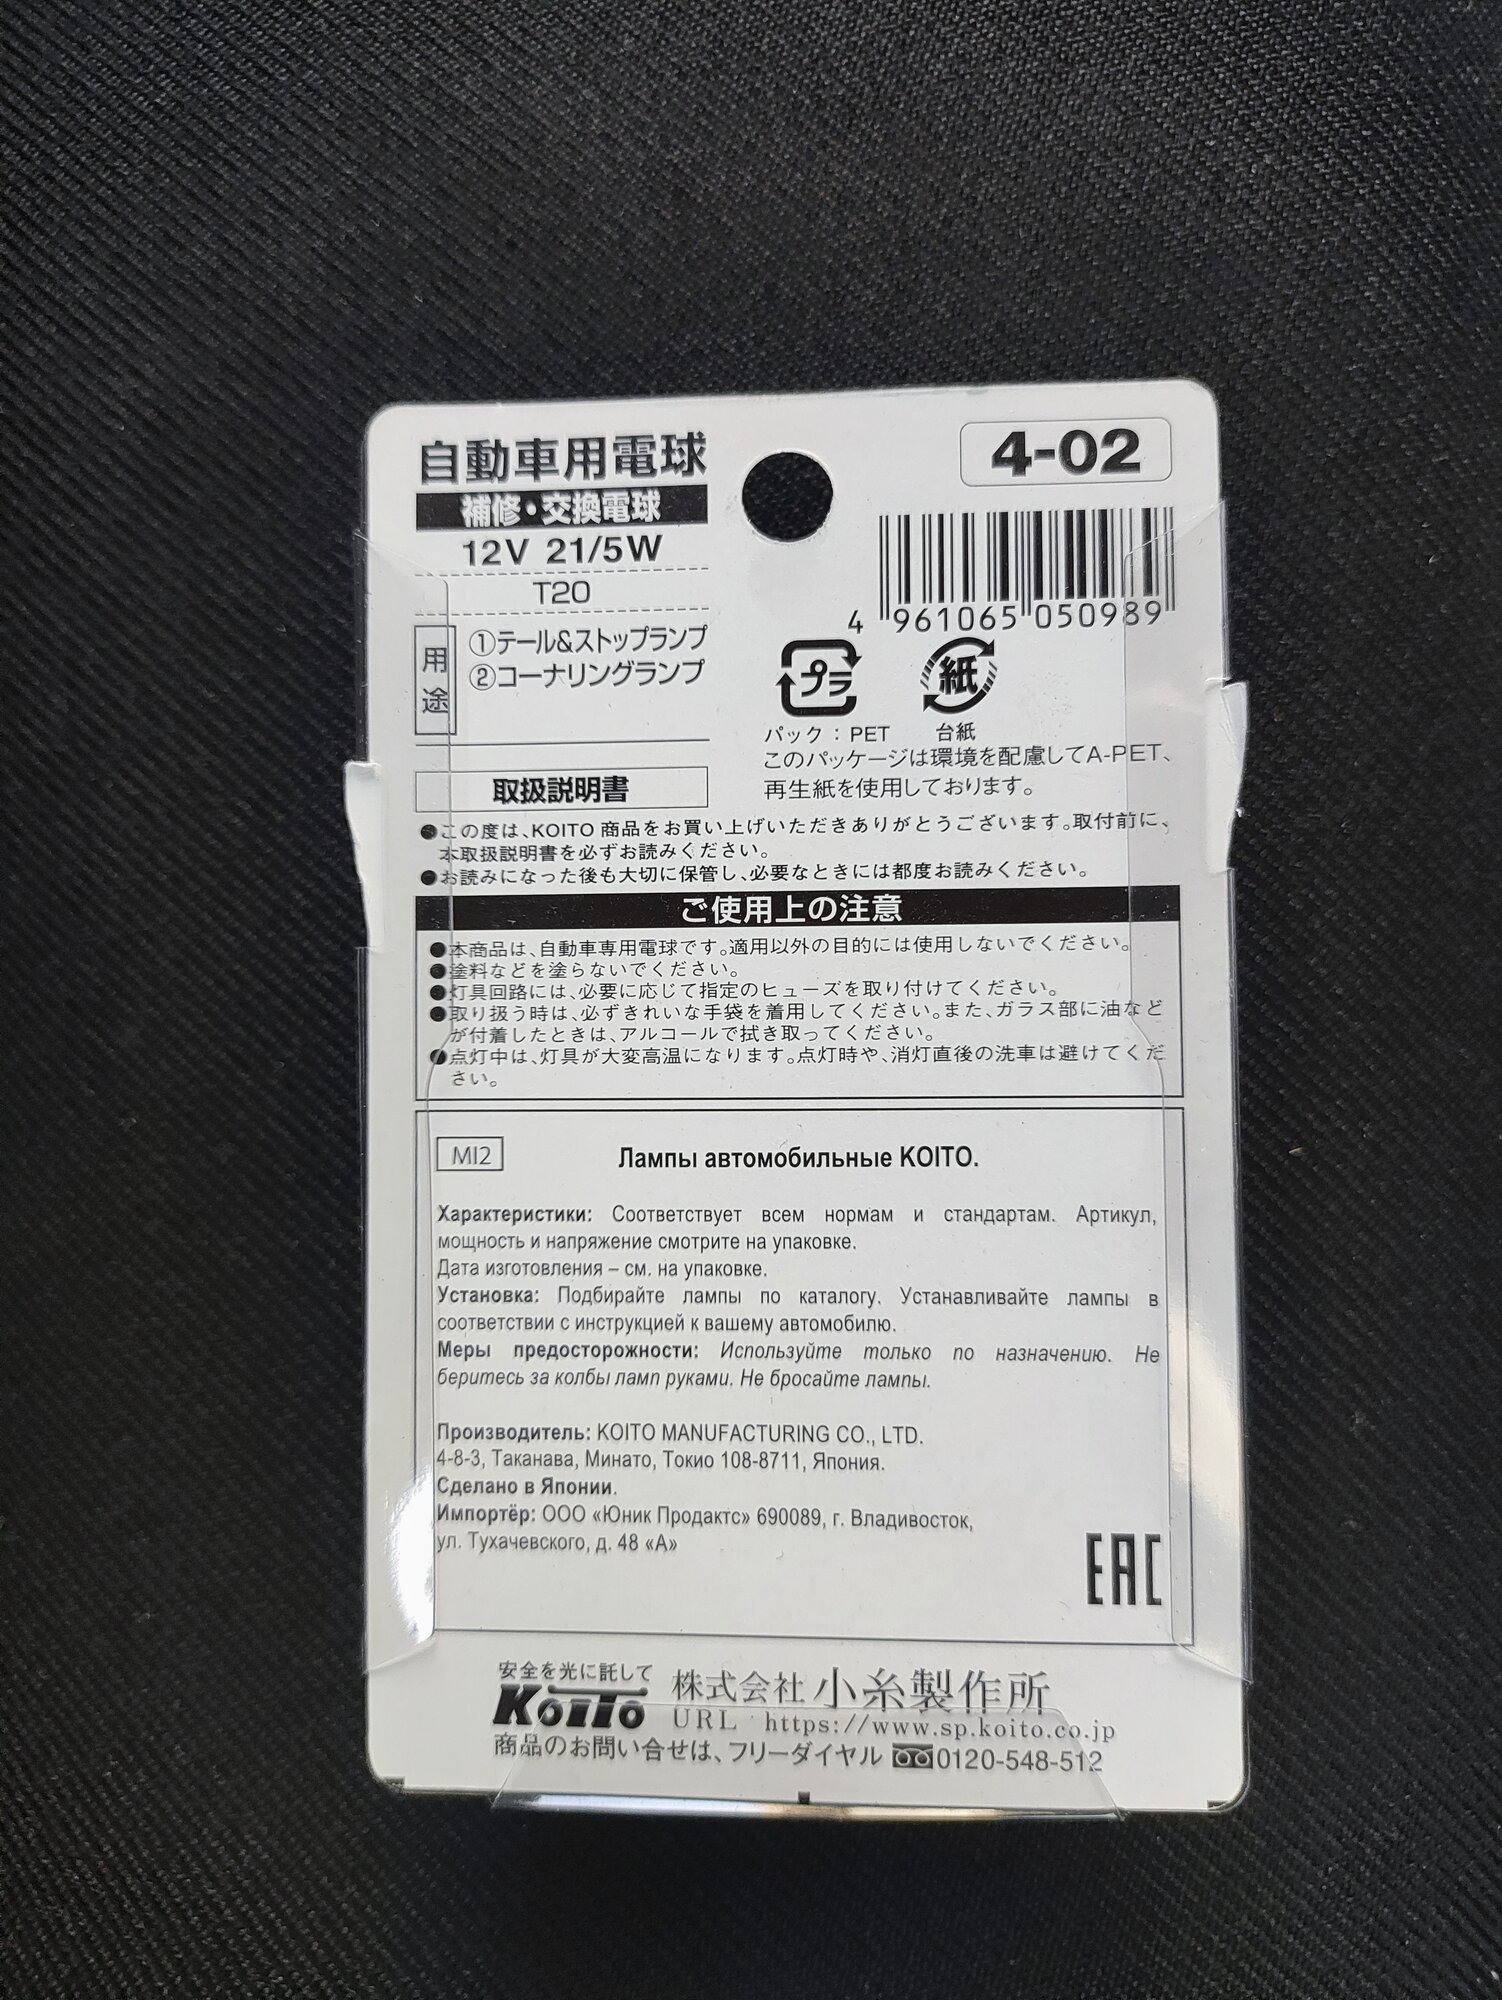 自動車用電球
補修・交換電球
12V 21/5W
T20
用途
①テール&ストップランプ
②コーナリングランプ
4-02
4 961065 050989
プラ
紙
パック：PET 台紙
このパッケージは環境を配慮してA-PET、
再生紙を使用しております。
取扱説明書
●この度は、KOITO商品をお買い上げいただきありがとうございます。取付前に、
本取扱説明書を必ずお読みください。
●お読みになった後も大切に保管し、必要なときには都度お読みください。
ご使用上の注意
●本商品は、自動車専用電球です。適用以外の目的には使用しないでください。
●塗料などを塗らないでください。
●灯具回路には、必要に応じて指定のヒューズを取り付けてください。
●取り扱う時は、必ずきれいな手袋を着用してください。また、ガラス部に油など
が付着したときは、アルコールで拭き取ってください。
●点灯中は、灯具が大変高温になります。点灯時や、消灯直後の洗車は避けてくだ
さい。
MI2
Лампы автомобильные KOITO.
Характеристики: Соответствует всем нормам и стандартам. Артикул,
мощность и напряжение смотрите на упаковке.
Дата изготовления – см. на упаковке.
Установка: Подбирайте лампы по каталогу. Устанавливайте лампы в
соответствии с инструкцией к вашему автомобилю.
Меры предосторожности: Используйте только по назначению. Не
беритесь за колбы ламп руками. Не бросайте лампы.
Производитель: KOITO MANUFACTURING CO., LTD.
4-8-3, Таканава, Минато, Токио 108-8711, Япония.
Сделано в Японии.
Импортёр: ООО «Юник Продактс» 690089, г. Владивосток,
ул. Тухачевского, д. 48 «А»
EAC
安全を光に託して
KOITO 株式会社 小糸製作所
URL https://www.sp.koito.co.jp
商品のお問い合せは、フリーダイヤル 0120-548-512